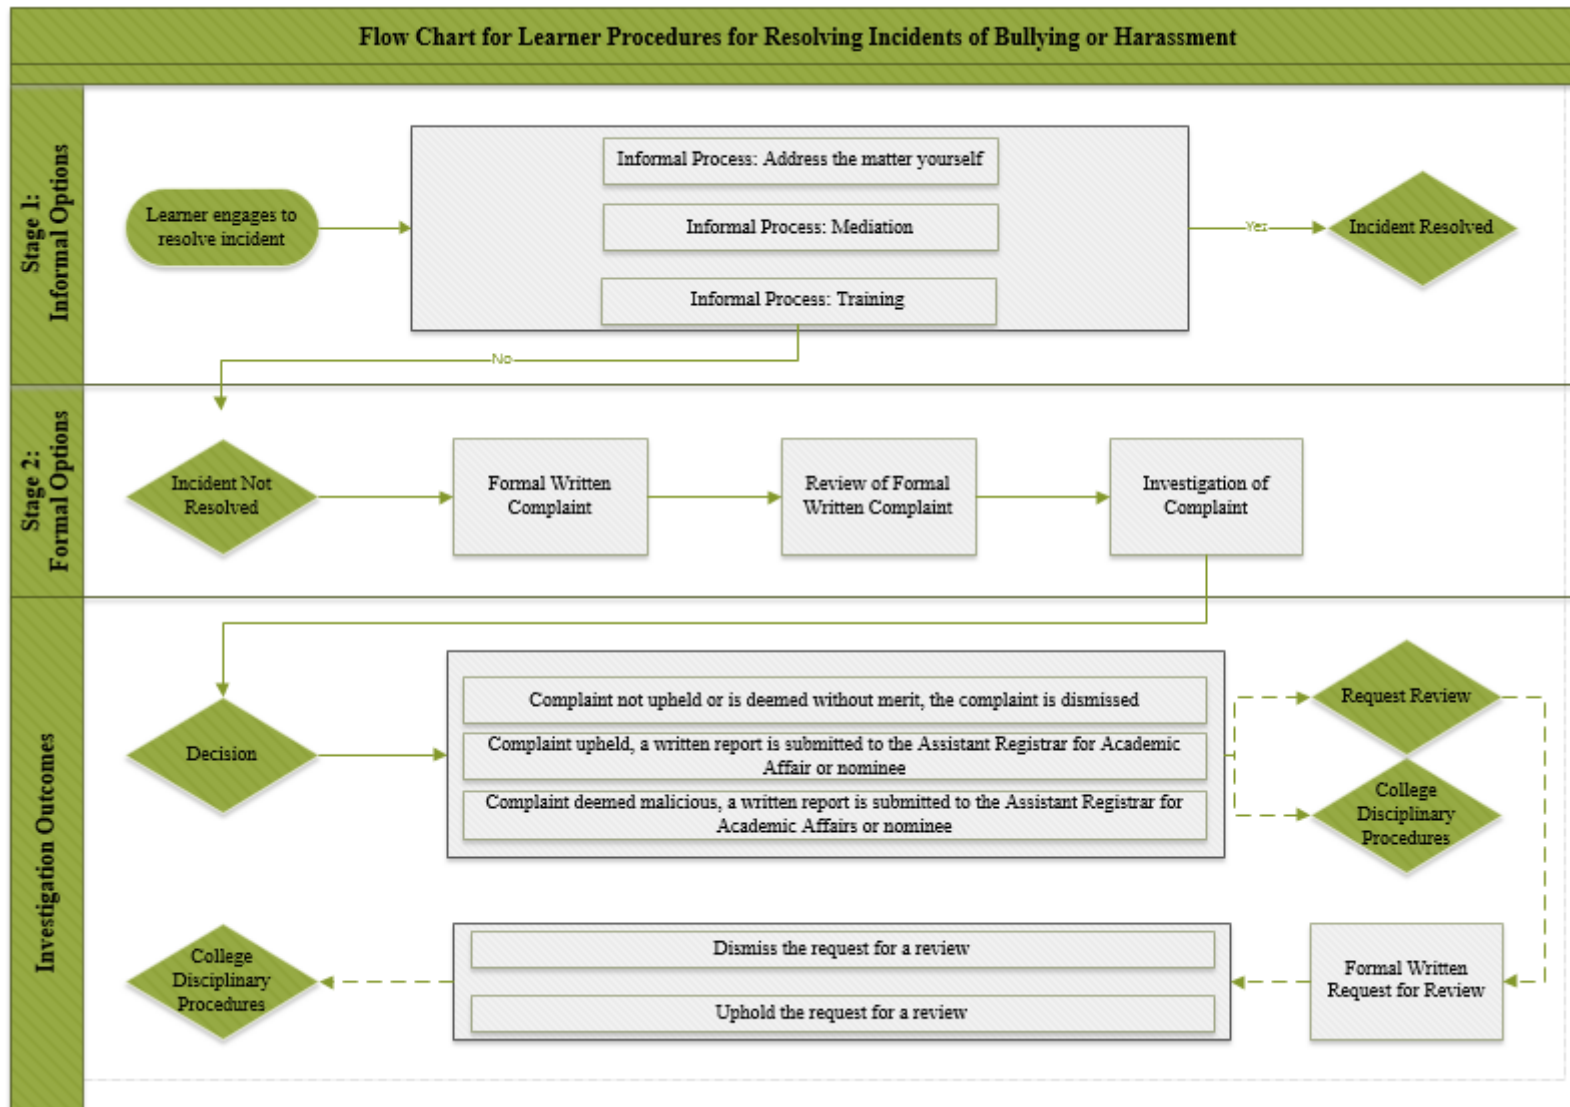 Flow Chart for Learner Procedures for Resolving Incidents of Bullying or Harassment
Stage 1:
Informal Options
Learner engages to
resolve incident
Informal Process: Address the matter yourself
Informal Process: Mediation
Informal Process: Training
Yes
Incident Resolved
No
Stage 2:
Formal Options
Incident Not
Resolved
Formal Written
Complaint
Review of Formal
Written Complaint
Investigation of
Complaint
Investigation Outcomes
Decision
Complaint not upheld or is deemed without merit, the complaint is dismissed
Complaint upheld, a written report is submitted to the Assistant Registrar for Academic
Affair or nominee
Complaint deemed malicious, a written report is submitted to the Assistant Registrar for
Academic Affairs or nominee
Request Review
College
Disciplinary
Procedures
College
Disciplinary
Procedures
Dismiss the request for a review
Uphold the request for a review
Formal Written
Request for Review